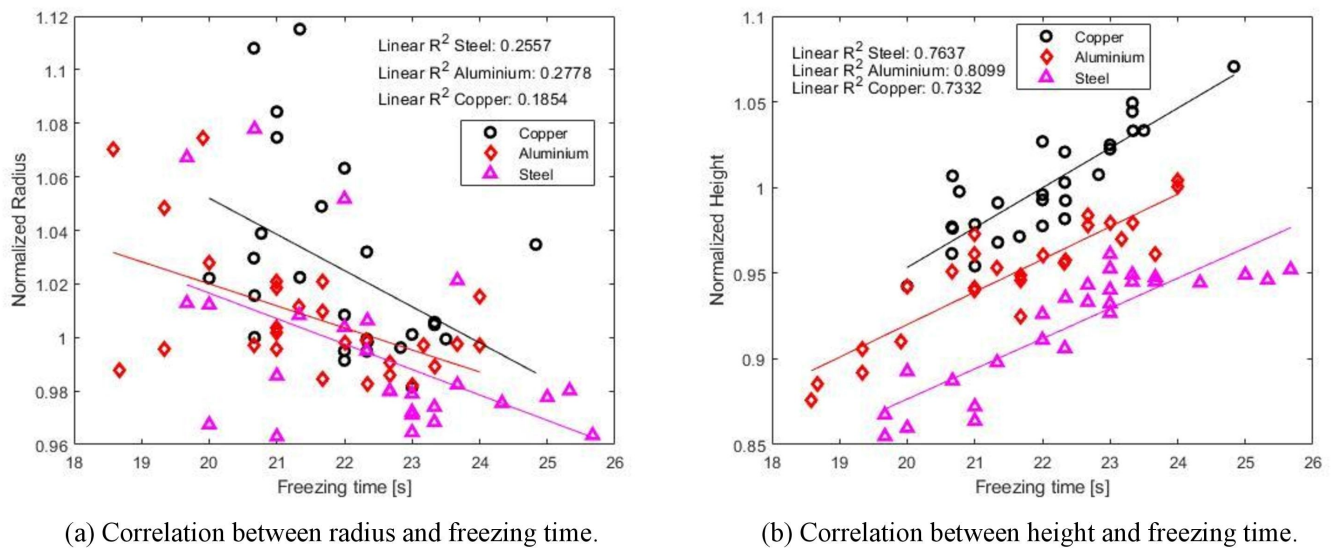 1.12
1.1
1.08
1.06
1.04
1.02
1
0.98
0.96
Normalized Radius
Linear R² Steel: 0.2557
Linear R² Aluminium: 0.2778
Linear R² Copper: 0.1854
Copper
Aluminium
Steel
18 19 20 21 22 23 24 25 26
Freezing time [s]
(a) Correlation between radius and freezing time.
1.1
1.05
1
0.95
0.9
0.85
Normalized Height
Linear R² Steel: 0.7637
Linear R² Aluminium: 0.8099
Linear R² Copper: 0.7332
Copper
Aluminium
Steel
18 19 20 21 22 23 24 25 26
Freezing time [s]
(b) Correlation between height and freezing time.